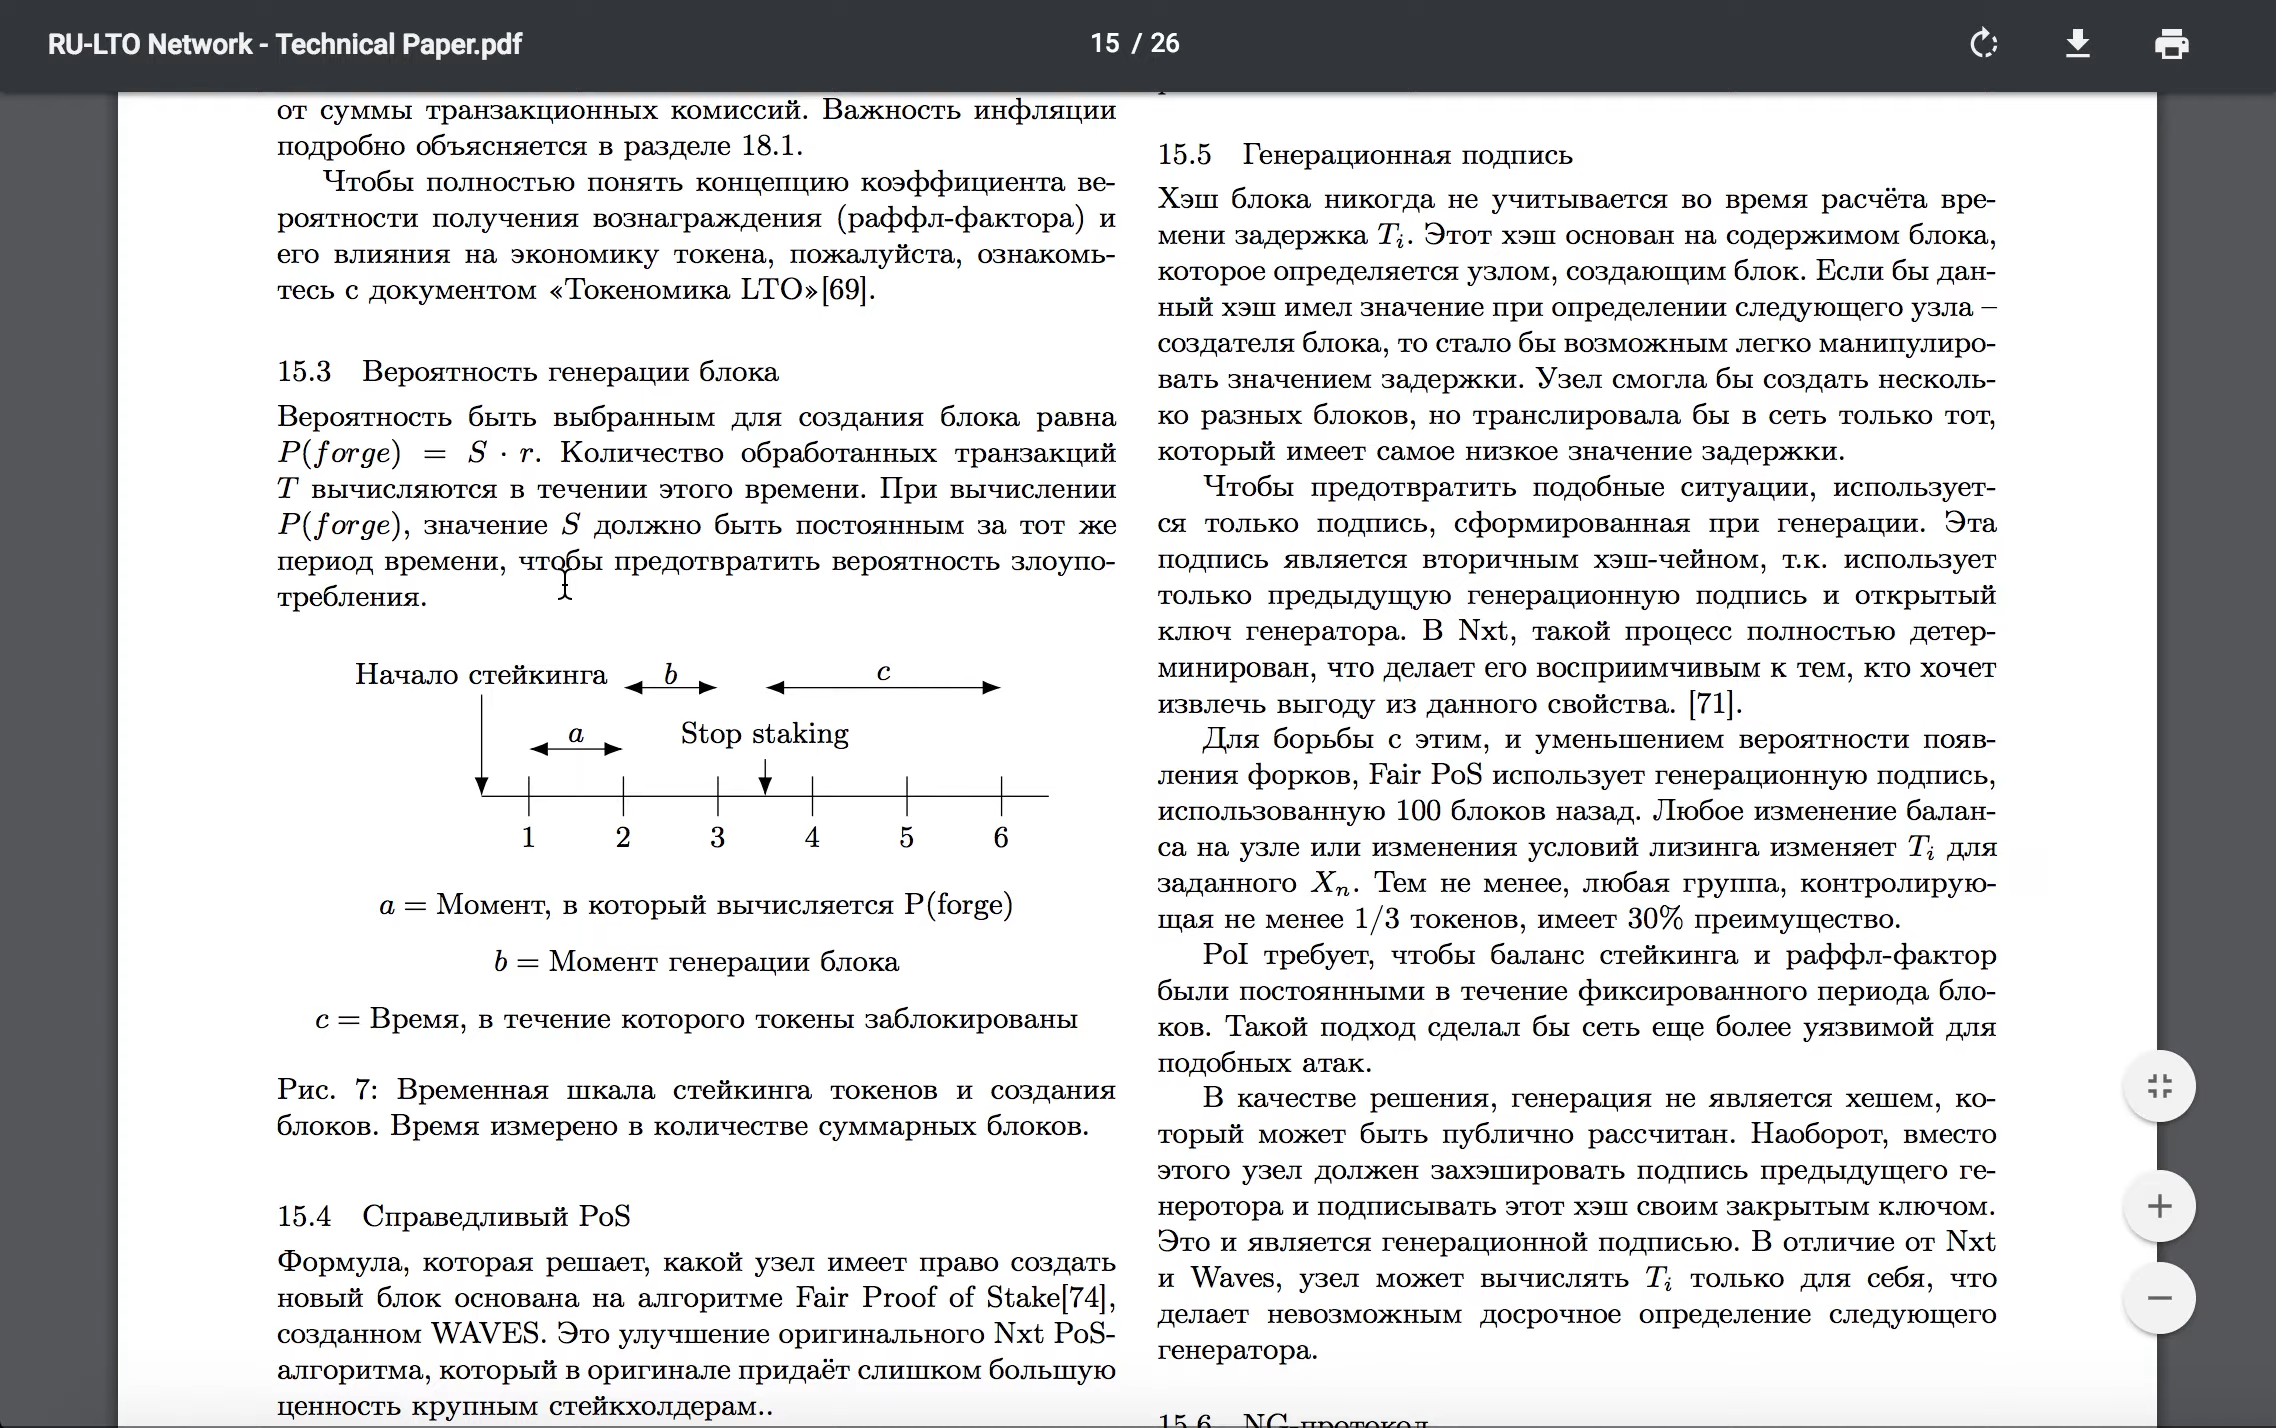 RU-LTO Network - Technical Paper.pdf
15 / 26
от суммы транзакционных комиссий. Важность инфляции
подробно объясняется в разделе 18.1.
Чтобы полностью понять концепцию коэффициента ве-
роятности получения вознаграждения (раффл-фактора) и
его влияния на экономику токена, пожалуйста, ознакомь-
тесь с документом «Токеномика LTO»[69].
15.3 Вероятность генерации блока
Вероятность быть выбранным для создания блока равна
P(forge) = S · r. Количество обработанных транзакций
T вычисляются в течении этого времени. При вычислении
P(forge), значение S должно быть постоянным за тот же
период времени, чтобы предотвратить вероятность злоупо-
требления.
Начало стейкинга
b
c
a
Stop staking
1 2 3 4 5 6
a = Момент, в который вычисляется P(forge)
b = Момент генерации блока
c = Время, в течение которого токены заблокированы
Рис. 7: Временная шкала стейкинга токенов и создания
блоков. Время измерено в количестве суммарных блоков.
15.4 Справедливый PoS
Формула, которая решает, какой узел имеет право создать
новый блок основана на алгоритме Fair Proof of Stake[74],
созданном WAVES. Это улучшение оригинального Nxt PoS-
алгоритма, который в оригинале придаёт слишком большую
ценность крупным стейкхолдерам..
15.5 Генерационная подпись
Хэш блока никогда не учитывается во время расчёта вре-
мени задержка Ti. Этот хэш основан на содержимом блока,
которое определяется узлом, создающим блок. Если бы дан-
ный хэш имел значение при определении следующего узла –
создателя блока, то стало бы возможным легко манипулиро-
вать значением задержки. Узел смогла бы создать несколь-
ко разных блоков, но транслировала бы в сеть только тот,
который имеет самое низкое значение задержки.
Чтобы предотвратить подобные ситуации, использует-
ся только подпись, сформированная при генерации. Эта
подпись является вторичным хэш-чейном, т.к. использует
только предыдущую генерационную подпись и открытый
ключ генератора. В Nxt, такой процесс полностью детер-
минирован, что делает его восприимчивым к тем, кто хочет
извлечь выгоду из данного свойства. [71].
Для борьбы с этим, и уменьшением вероятности появ-
ления форков, Fair PoS использует генерационную подпись,
использованную 100 блоков назад. Любое изменение балан-
са на узле или изменения условий лизинга изменяет Ti для
заданного Xn. Тем не менее, любая группа, контролирую-
щая не менее 1/3 токенов, имеет 30% преимущество.
PoI требует, чтобы баланс стейкинга и раффл-фактор
были постоянными в течение фиксированного периода бло-
ков. Такой подход сделал бы сеть еще более уязвимой для
подобных атак.
В качестве решения, генерация не является хешем, ко-
торый может быть публично рассчитан. Наоборот, вместо
этого узел должен захэшировать подпись предыдущего ге-
неротора и подписывать этот хэш своим закрытым ключом.
Это и является генерационной подписью. В отличие от Nxt
и Waves, узел может вычислять Ti только для себя, что
делает невозможным досрочное определение следующего
генератора.
15.6 NG-протокол